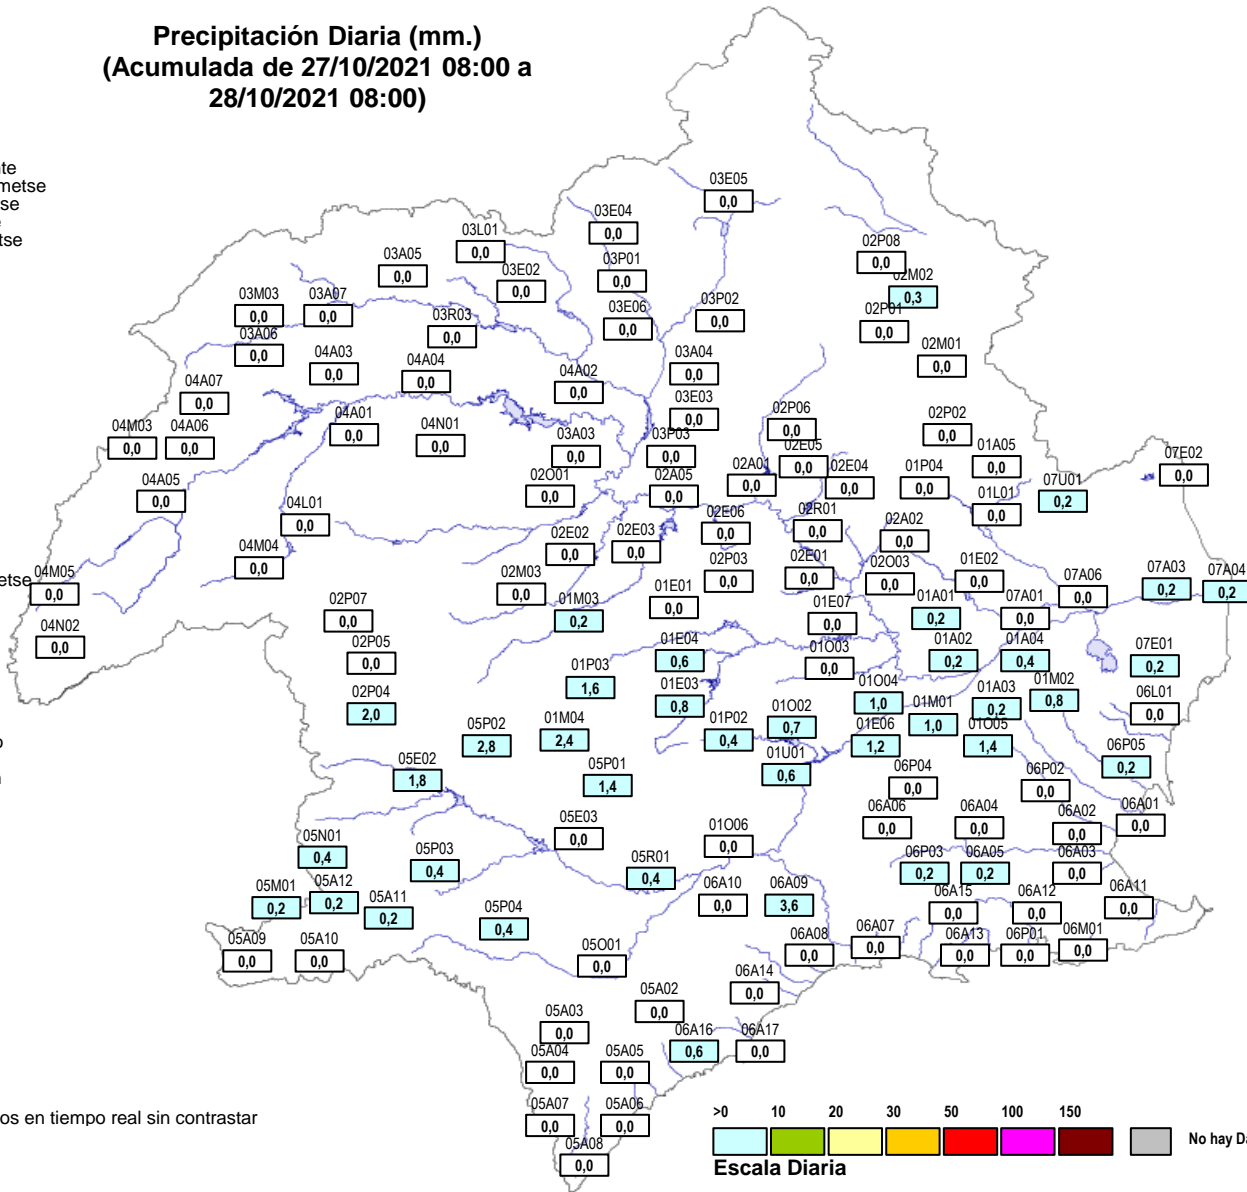 Precipitación Diaria (mm.)
(Acumulada de 27/10/2021 08:00 a
28/10/2021 08:00)
metse
03E05
0,0
03E04
0,0
03L01
0,0
03A05
0,0
03E02
0,0
03P01
0,0
02P08
0,0
02M02
0,3
03M03
0,0
03A07
0,0
03R03
0,0
03E06
0,0
03P02
0,0
02P01
0,0
03A06
0,0
04A03
0,0
04A04
0,0
04A02
0,0
03A04
0,0
02M01
0,0
04A07
0,0
03E03
0,0
04M03
0,0
04A06
0,0
04A01
0,0
04N01
0,0
03A03
0,0
03P03
0,0
02P06
0,0
02P02
0,0
02E05
0,0
01A05
0,0
07E02
0,0
04A05
0,0
02O01
0,0
02A05
0,0
02A01
0,0
02E04
0,0
01P04
0,0
07U01
0,2
04L01
0,0
01L01
0,0
02E06
0,0
02R01
0,0
02E02
0,0
02E03
0,0
02A02
0,0
04M04
0,0
etse
04M05
0,0
02M03
0,0
02P03
0,0
02E01
0,0
02O03
0,0
01E02
0,0
07A06
0,0
07A03
0,2
07A04
0,2
02P07
0,0
01M03
0,2
01E01
0,0
01E07
0,0
01A01
0,2
07A01
0,0
04N02
0,0
02P05
0,0
01E04
0,6
01O03
0,0
01A02
0,2
01A04
0,4
07E01
0,2
01P03
1,6
01E03
0,8
01O04
1,0
01A03
0,2
01M02
0,8
02P04
2,0
06L01
0,0
05P02
2,8
01M04
2,4
01P02
0,4
01O02
0,7
01E06
1,2
01M01
1,0
01O05
1,4
05E02
1,8
05P01
1,4
01U01
0,6
06P04
0,0
06P02
0,0
06P05
0,2
05E03
0,0
01O06
0,0
06A06
0,0
06A04
0,0
06A02
0,0
06A01
0,0
05N01
0,4
05P03
0,4
05R01
0,4
06P03
0,2
06A05
0,2
06A03
0,0
05M01
0,2
05A12
0,2
05A11
0,2
05P04
0,4
06A10
0,0
06A09
3,6
06A15
0,0
06A12
0,0
06A11
0,0
05A09
0,0
05A10
0,0
05O01
0,0
06A08
0,0
06A07
0,0
06A13
0,0
06P01
0,0
06M01
0,0
06A14
0,0
05A02
0,0
05A03
0,0
06A16
0,6
06A17
0,0
05A04
0,0
05A05
0,0
05A07
0,0
05A06
0,0
05A08
0,0
os en tiempo real sin contrastar
>0 10 20 30 50 100 150
No hay Da
Escala Diaria